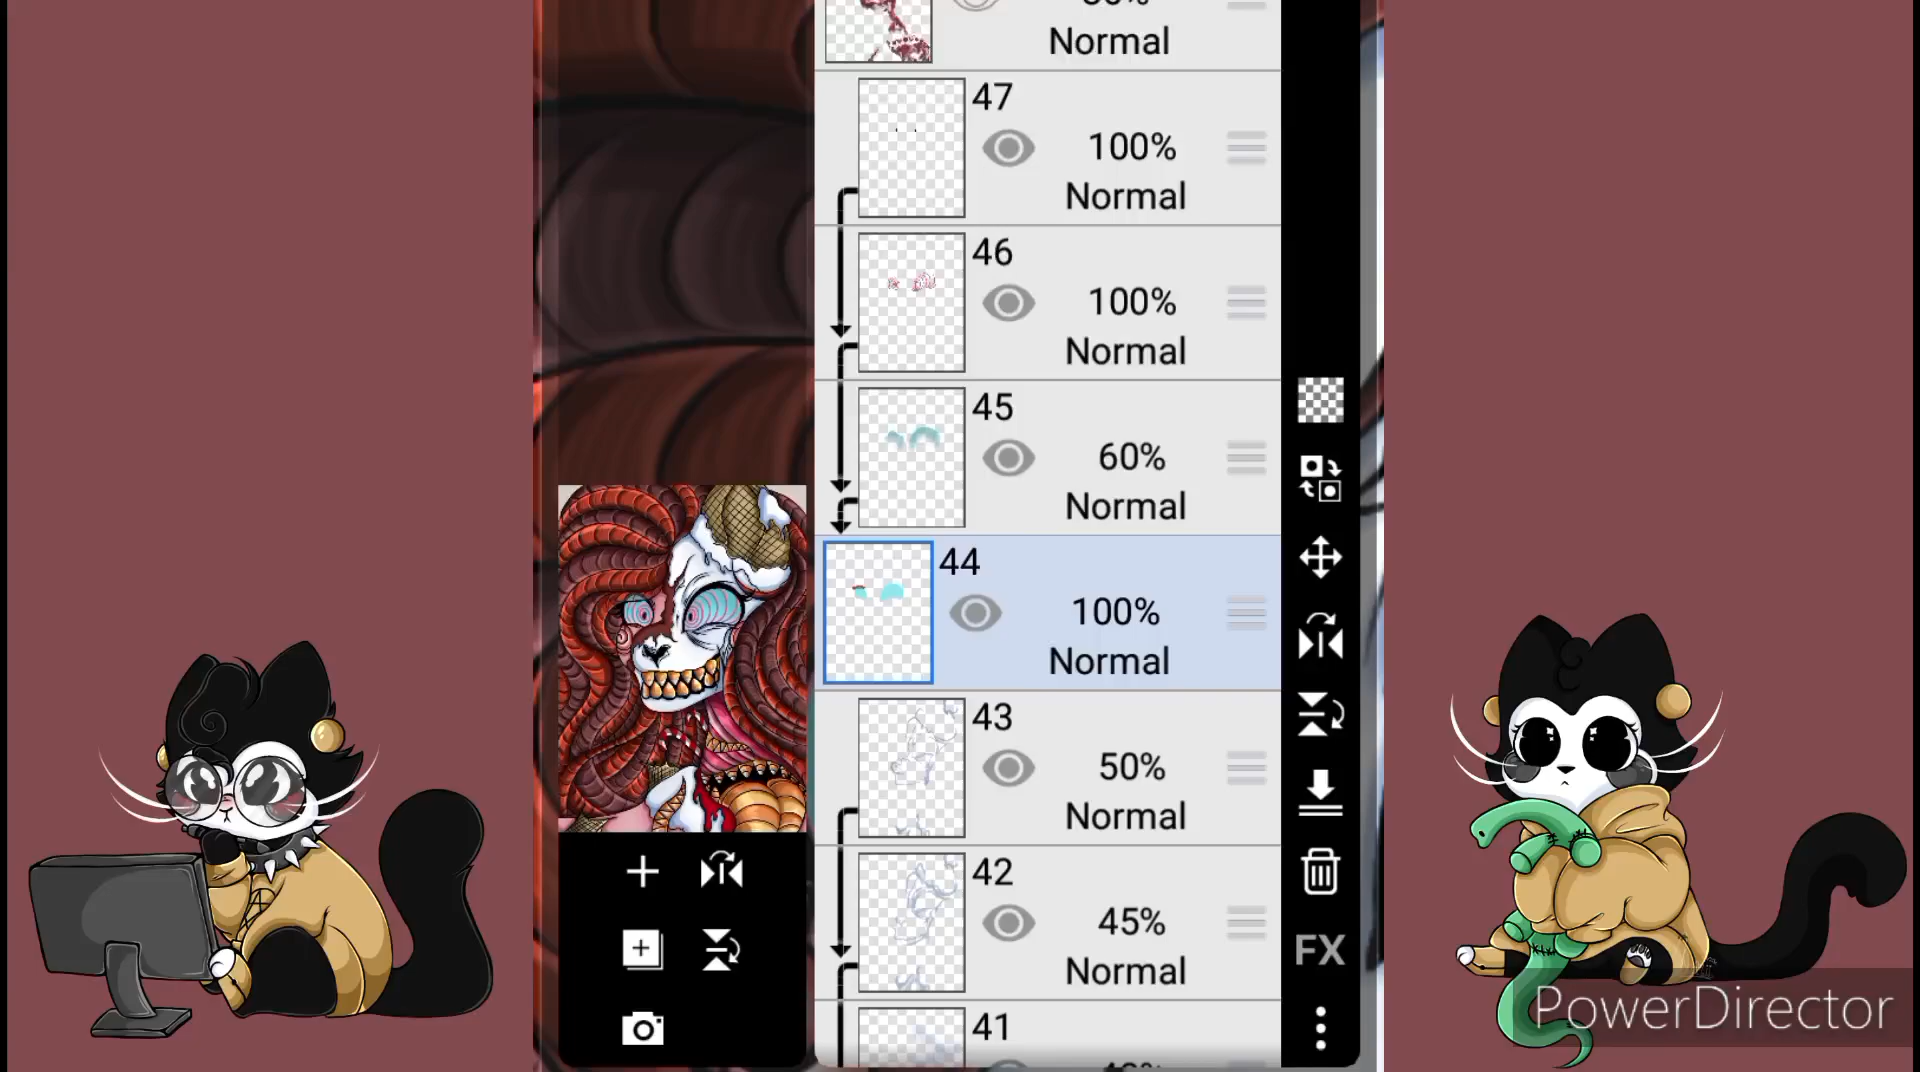 Normal
47
100%
Normal
46
100%
Normal
45
60%
Normal
44
100%
Normal
43
50%
Normal
42
45%
Normal
41
FX
PowerDirector